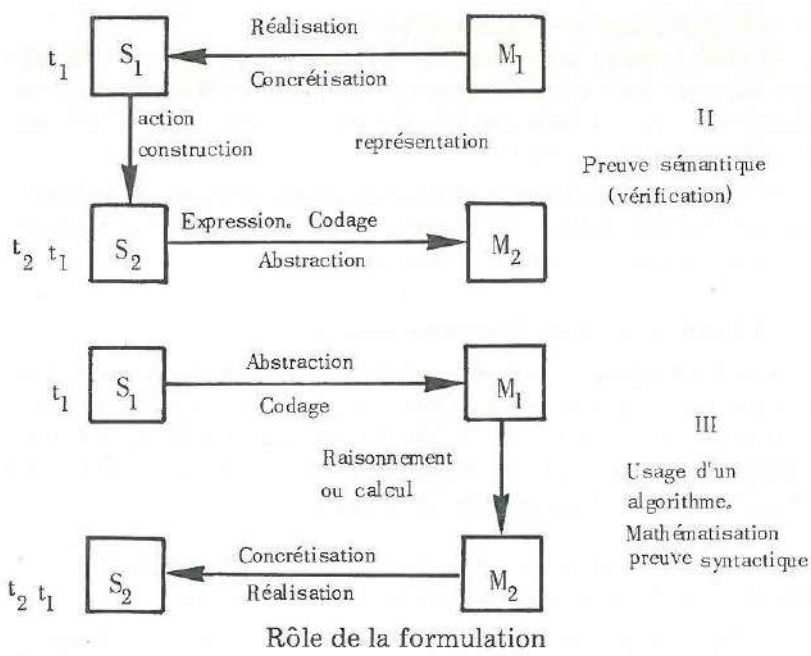 Réalisation
t1 S1 M1
Concrétisation
II
action
construction
représentation
Preuve sémantique
(vérification)
Expression. Codage
t2 t1 S2 M2
Abstraction
Abstraction
t1 S1 M1
Codage
III
Raisonnement
ou calcul
Usage d'un
algorithme.
Mathématisation
preuve syntactique
Concrétisation
t2 t1 S2 M2
Réalisation
Rôle de la formulation